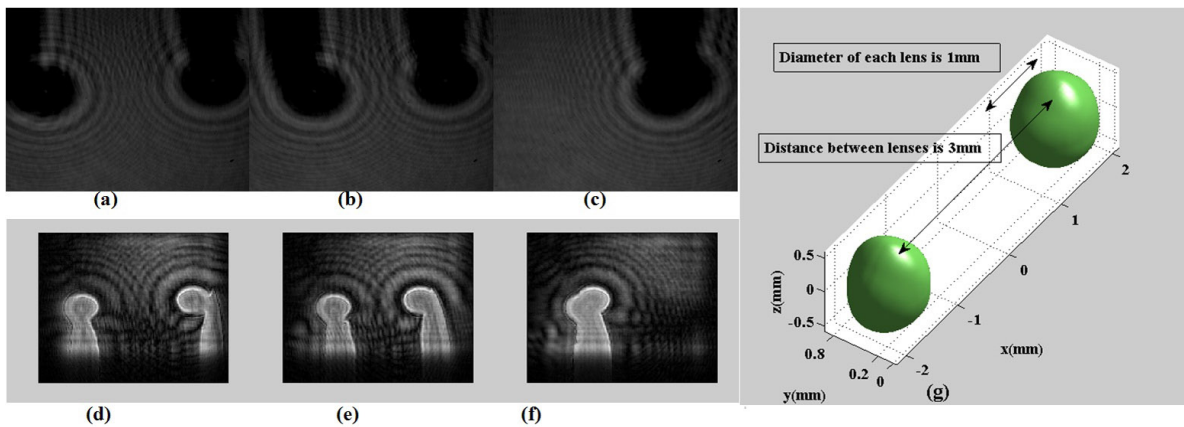 (a)
(b)
(c)
(d)
(e)
(f)
Diameter of each lens is 1mm
Distance between lenses is 3mm
2
1
0
-1
-2
x(mm)
0.5
0
-0.5
z(mm)
0.8
0.2
0
y(mm)
(g)